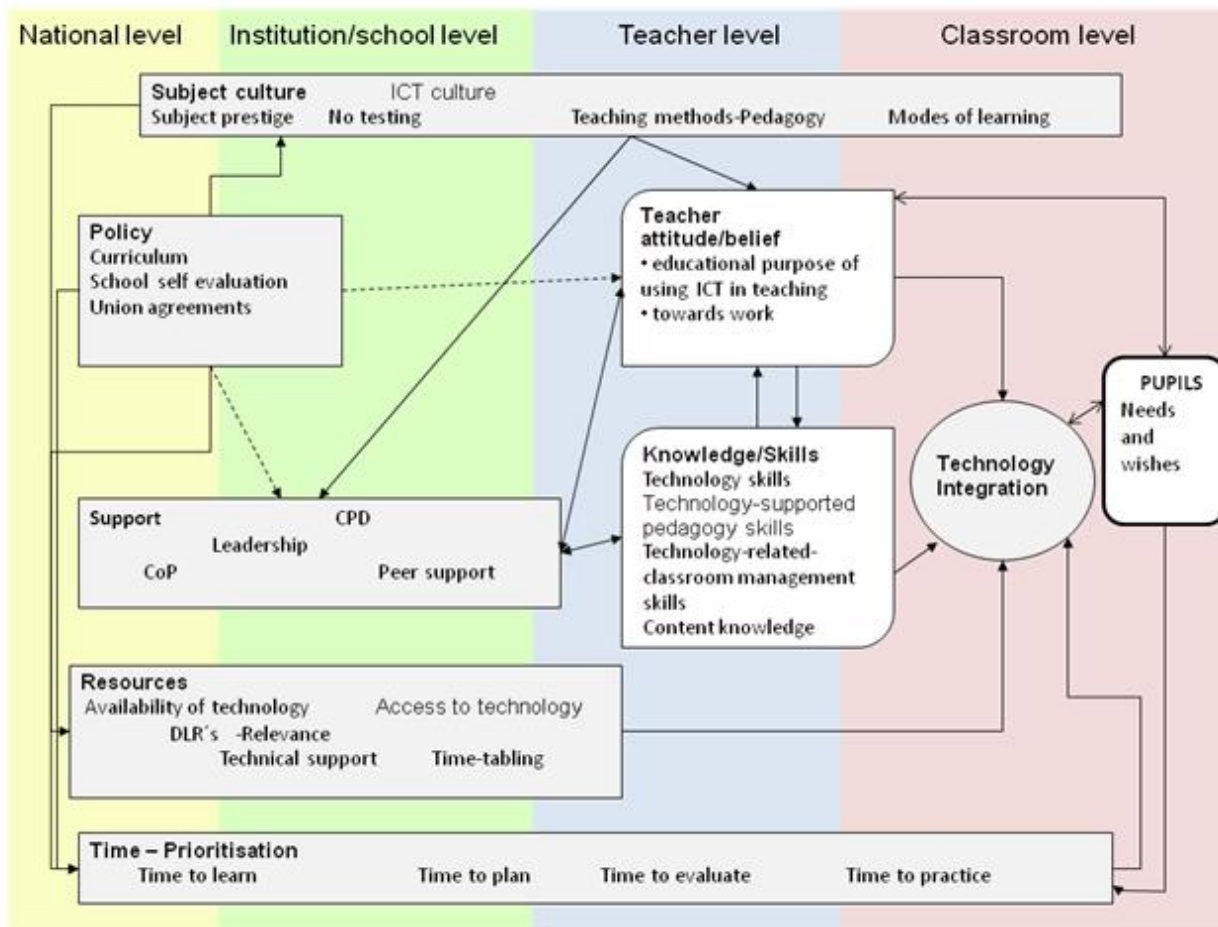 National level Institution/school level Teacher level Classroom level
Subject culture ICT culture
Subject prestige No testing Teaching methods-Pedagogy Modes of learning
Policy
Curriculum
School self evaluation
Union agreements
Teacher
attitude/belief
• educational purpose of
using ICT in teaching
• towards work
PUPILS
Needs
and
wishes
Knowledge/Skills
Technology skills
Technology-supported
pedagogy skills
Technology-related-
classroom management
skills
Content knowledge
Technology
Integration
Support CPD
Leadership
CoP Peer support
Resources
Availability of technology Access to technology
DLR´s -Relevance
Technical support Time-tabling
Time – Prioritisation
Time to learn Time to plan Time to evaluate Time to practice